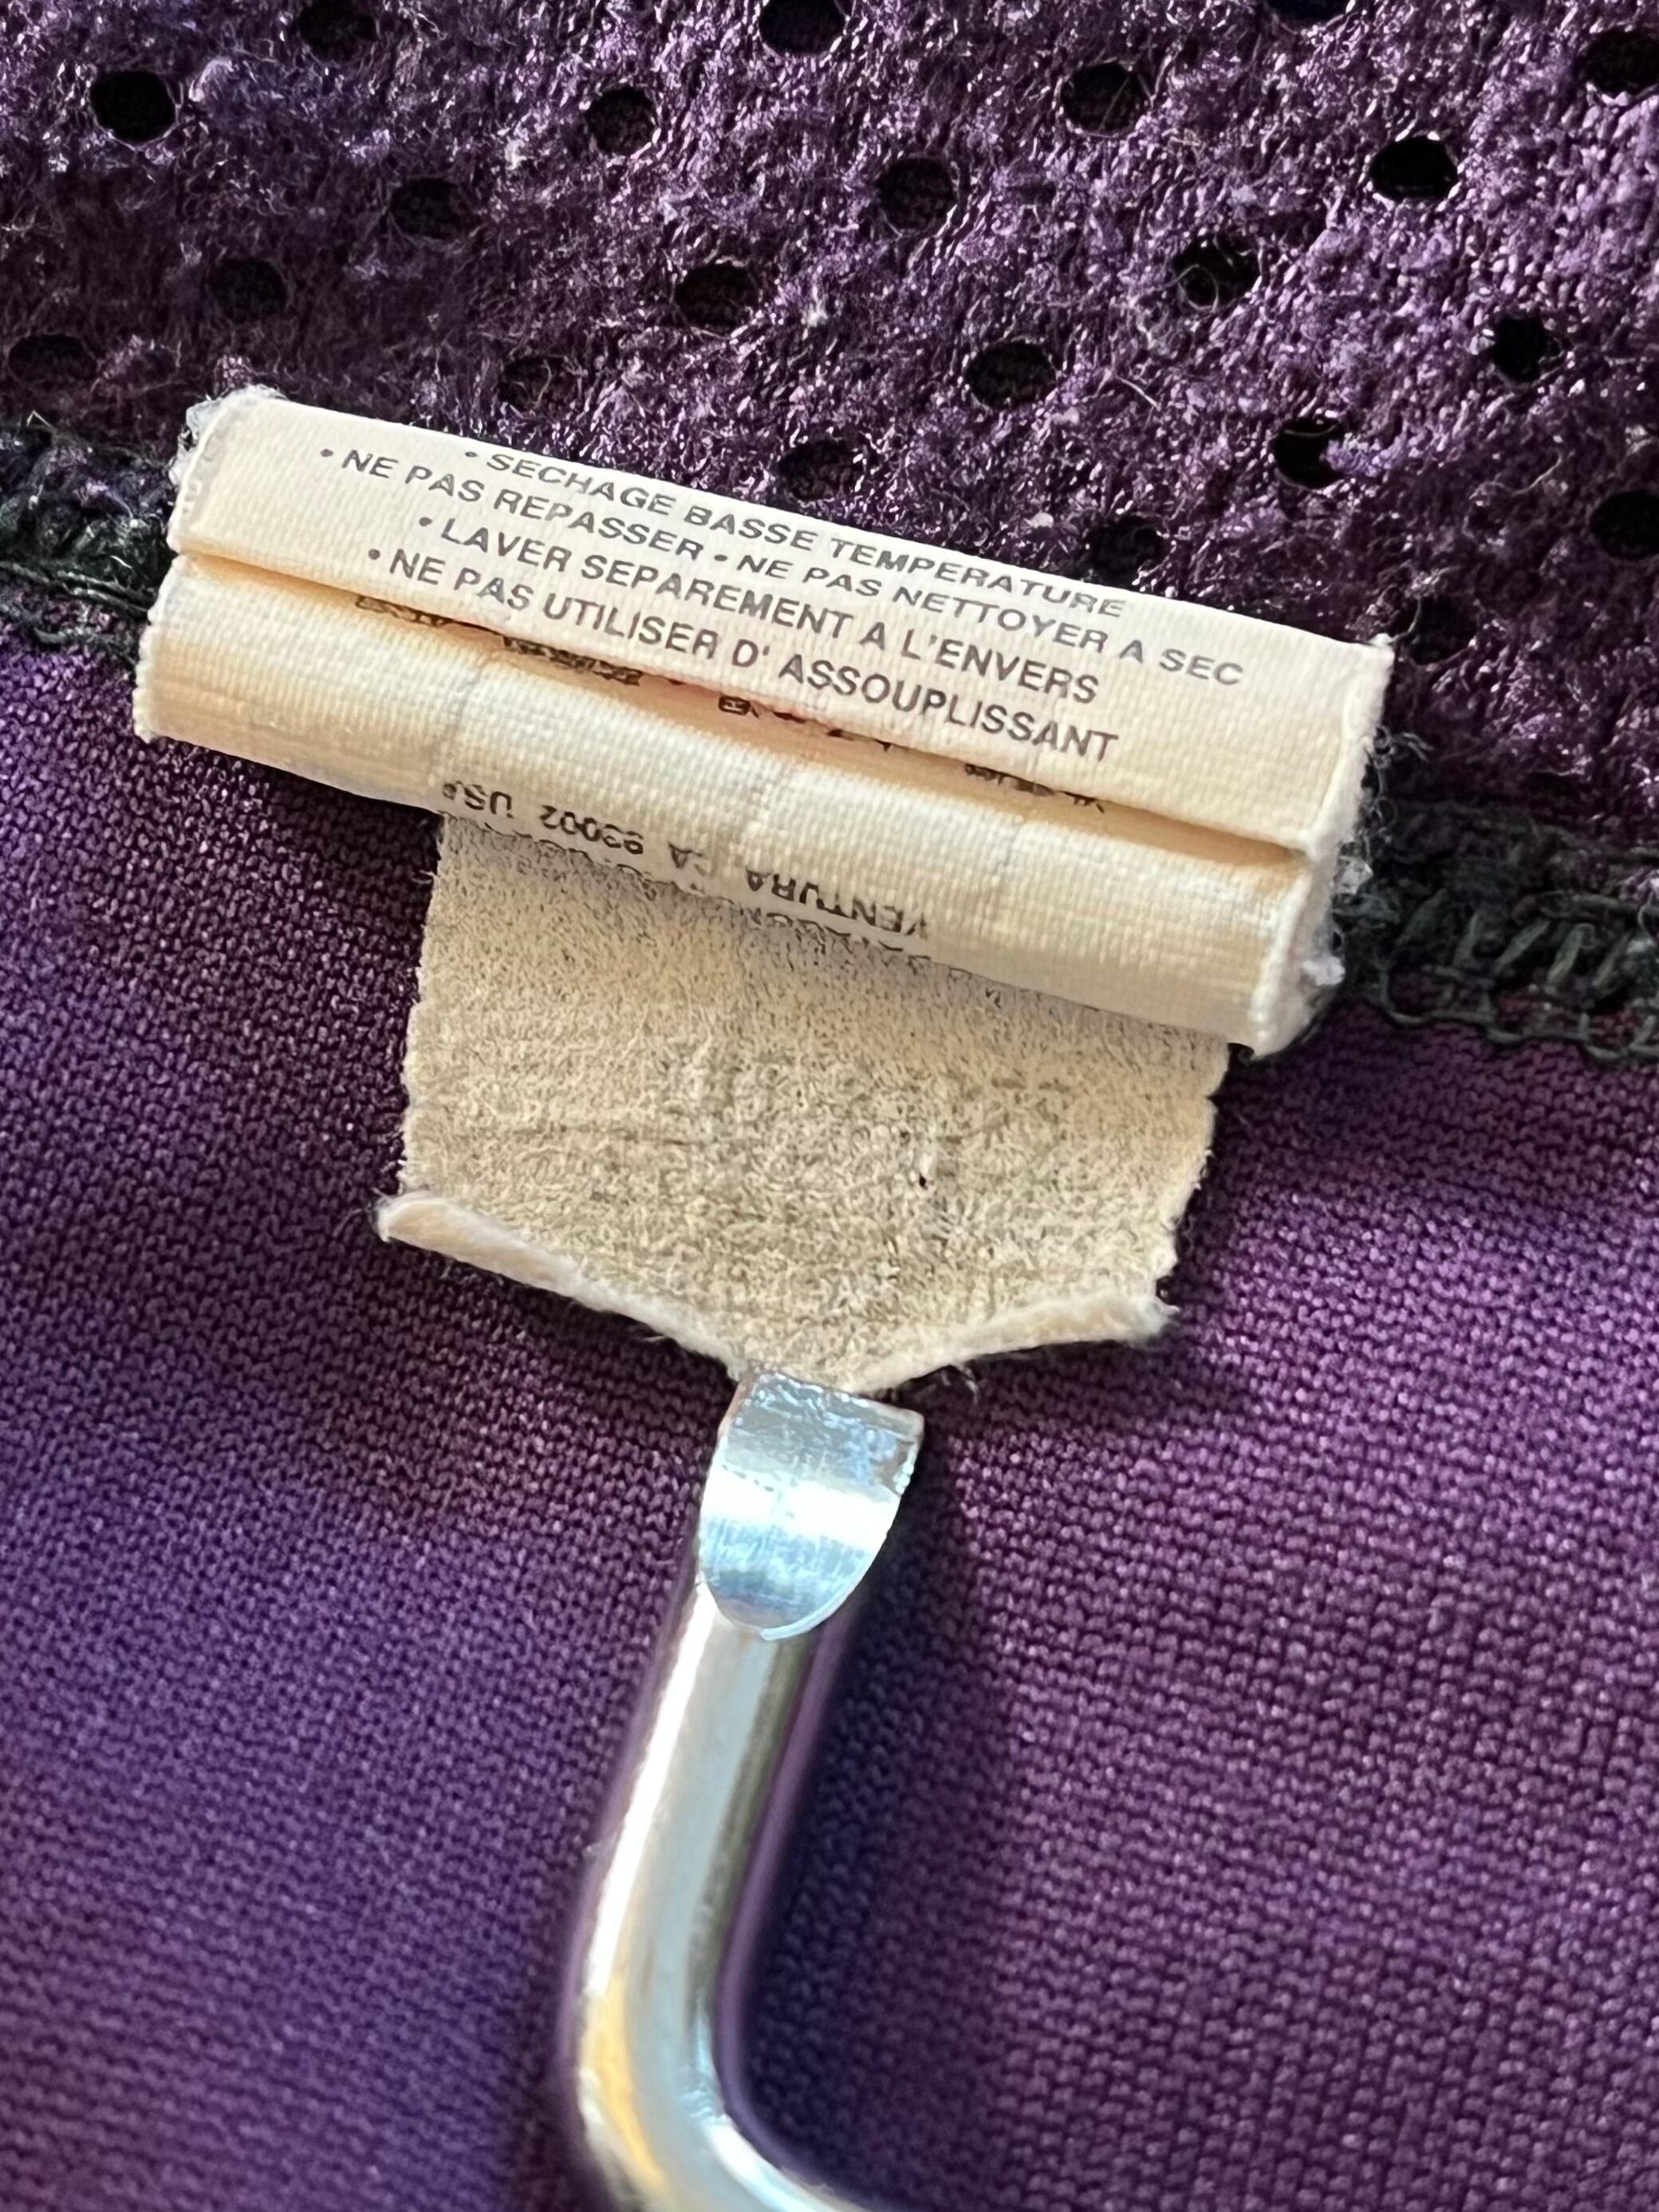 • SECHAGE BASSE TEMPERATURE
• NE PAS REPASSER • NE PAS NETTOYER A SEC
• LAVER SEPAREMENT A L'ENVERS
• NE PAS UTILISER D' ASSOUPLISSANT
VENTURA CA 93002 USA